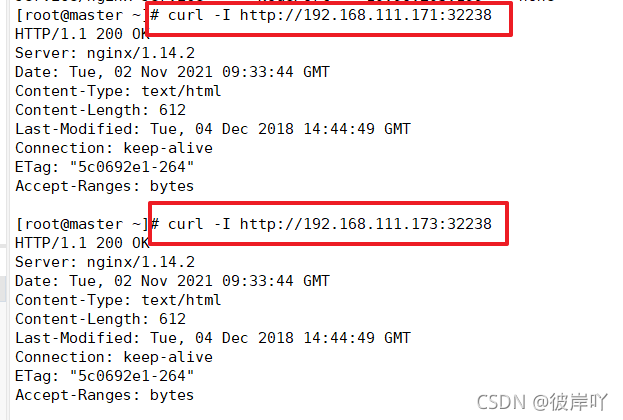 [root@master ~]# curl -I http://192.168.111.171:32238
HTTP/1.1 200 OK
Server: nginx/1.14.2
Date: Tue, 02 Nov 2021 09:33:44 GMT
Content-Type: text/html
Content-Length: 612
Last-Modified: Tue, 04 Dec 2018 14:44:49 GMT
Connection: keep-alive
ETag: "5c0692e1-264"
Accept-Ranges: bytes
[root@master ~]# curl -I http://192.168.111.173:32238
HTTP/1.1 200 OK
Server: nginx/1.14.2
Date: Tue, 02 Nov 2021 09:33:44 GMT
Content-Type: text/html
Content-Length: 612
Last-Modified: Tue, 04 Dec 2018 14:44:49 GMT
Connection: keep-alive
ETag: "5c0692e1-264"
Accept-Ranges: bytes
CSDN @彼岸吖